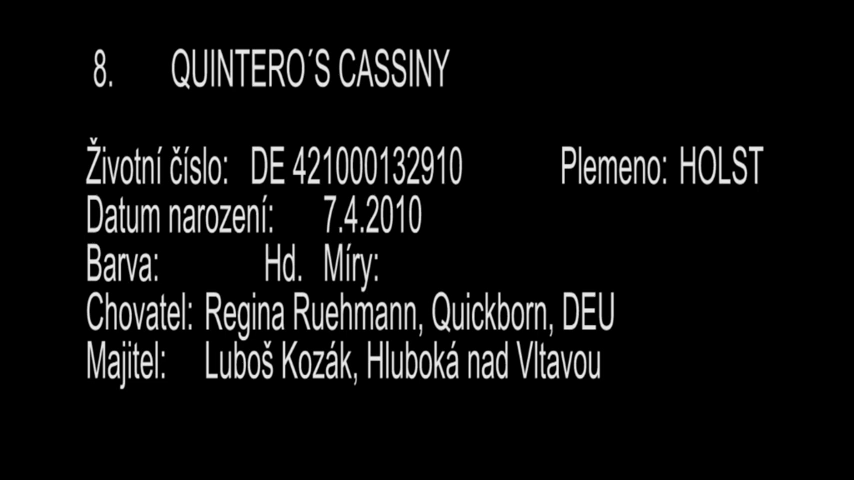 8. QUINTERO´S CASSINY
Životní číslo: DE 421000132910 Plemeno: HOLST
Datum narození: 7.4.2010
Barva: Hd. Míry:
Chovatel: Regina Ruehmann, Quickborn, DEU
Majitel: Luboš Kozák, Hluboká nad Vltavou